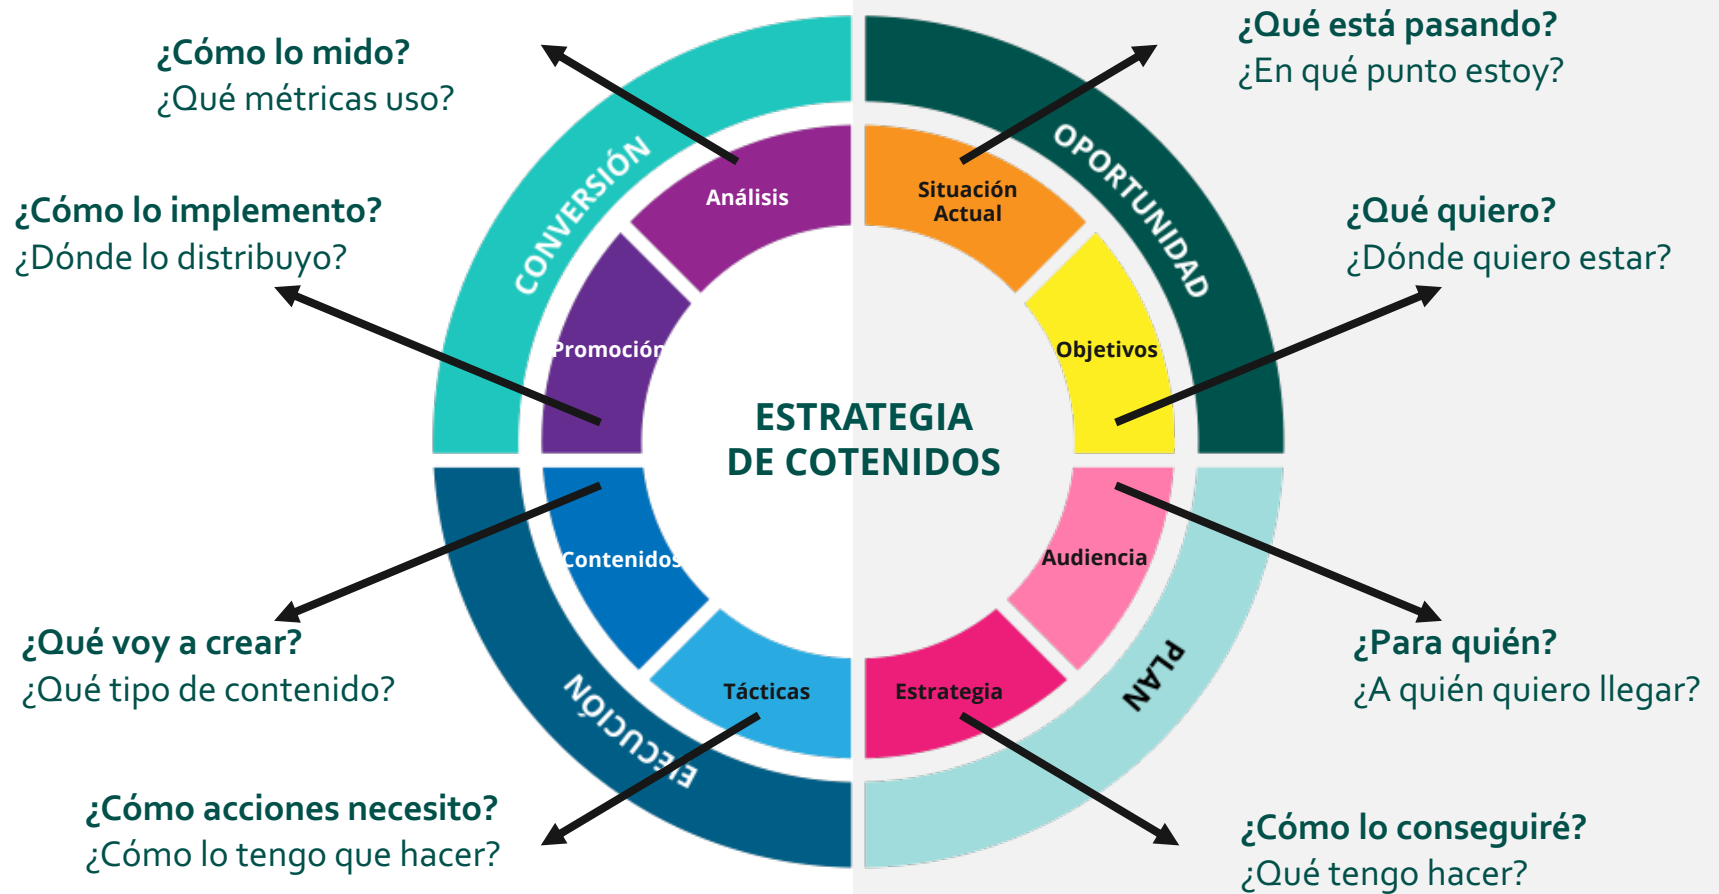 ¿Qué está pasando?
¿En qué punto estoy?
¿Cómo lo mido?
¿Qué métricas uso?
OPORTUNIDAD
CONVERSIÓN
Análisis
Situación
Actual
¿Cómo lo implemento?
¿Dónde lo distribuyo?
¿Qué quiero?
¿Dónde quiero estar?
Promoción
Objetivos
ESTRATEGIA
DE COTENIDOS
Contenidos
Audiencia
¿Qué voy a crear?
¿Qué tipo de contenido?
¿Para quién?
¿A quién quiero llegar?
PLAN
EJECUCIÓN
Tácticas
Estrategia
¿Cómo acciones necesito?
¿Cómo lo tengo que hacer?
¿Cómo lo conseguiré?
¿Qué tengo hacer?